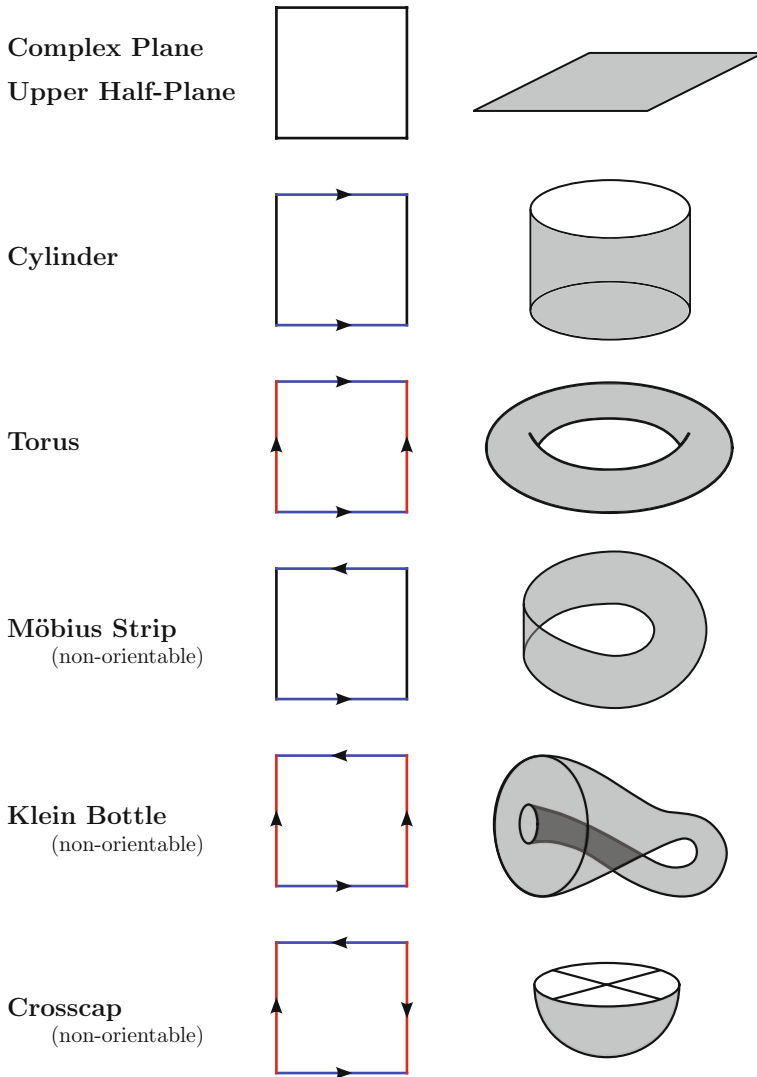 Complex Plane
Upper Half-Plane
Cylinder
Torus
Möbius Strip
(non-orientable)
Klein Bottle
(non-orientable)
Crosscap
(non-orientable)